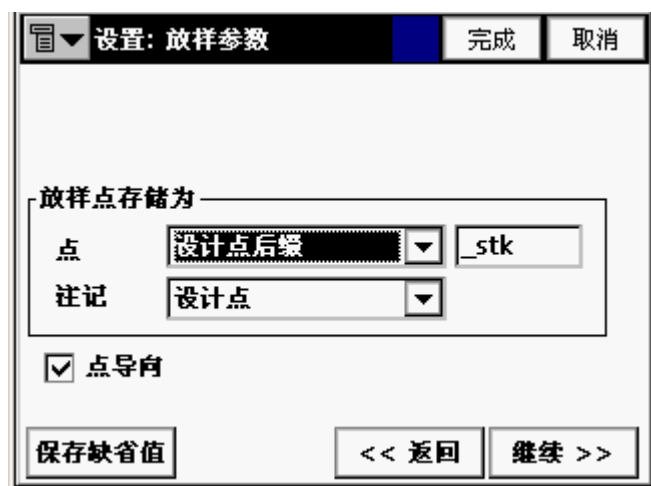 设置: 放样参数 完成 取消
放样点存储为
点 设计点后缀 _stk
注记 设计点
点导向
保存缺省值 << 返回 继续 >>